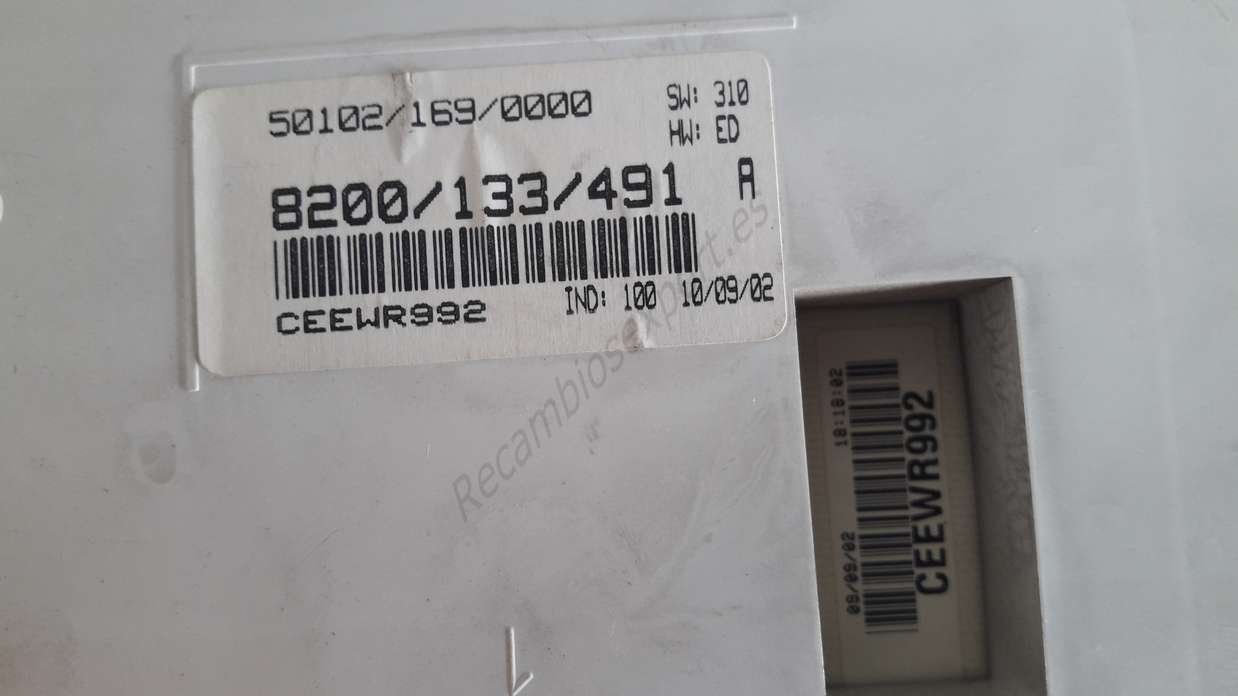 50102/169/0000
SW: 310
HW: ED
8200/133/491 A
CEEWR992
IND: 100 10/09/02
Recambiosexpert.es
09/09/02 18:18:02
CEEWR992